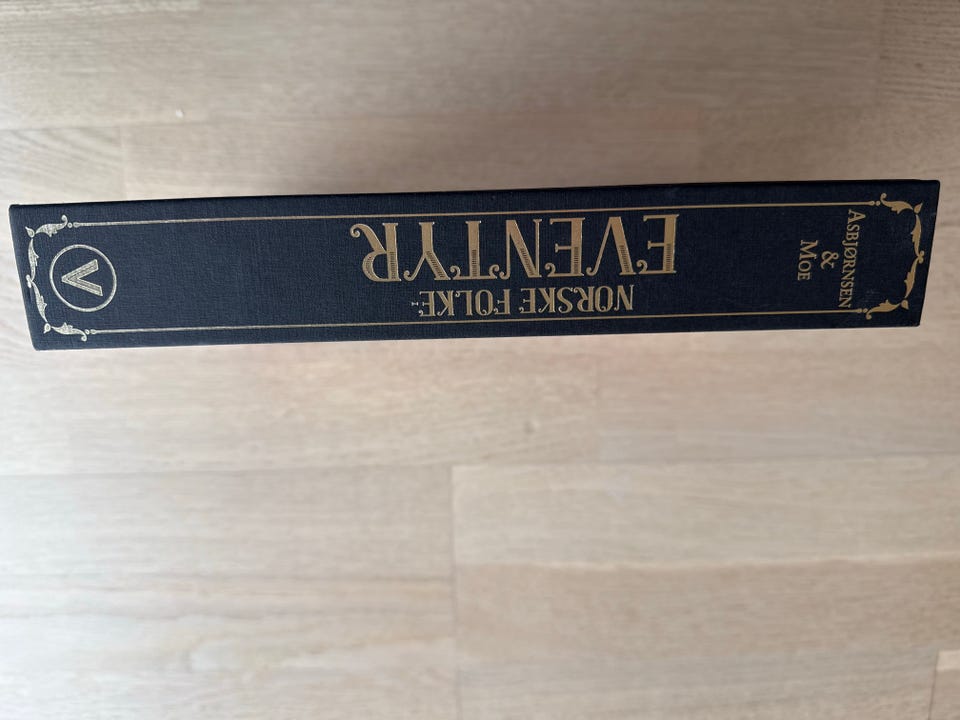 ASBJØRNSEN
&
MOE
NORSKE FOLKE-
EVENTYR
V